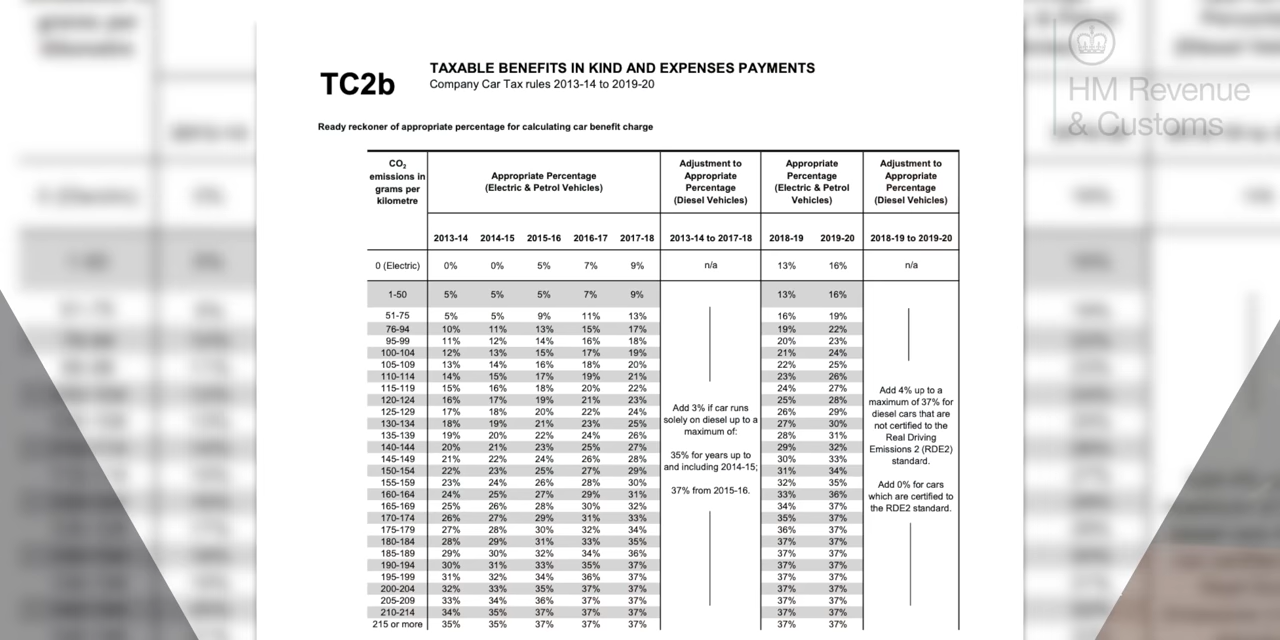 TC2b
TAXABLE BENEFITS IN KIND AND EXPENSES PAYMENTS
Company Car Tax rules 2013-14 to 2019-20
HM Revenue
& Customs
Ready reckoner of appropriate percentage for calculating car benefit charge
CO2 emissions in grams per kilometre
Appropriate Percentage (Electric & Petrol Vehicles)
Adjustment to Appropriate Percentage (Diesel Vehicles)
Appropriate Percentage (Electric & Petrol Vehicles)
Adjustment to Appropriate Percentage (Diesel Vehicles)
2013-14 2014-15 2015-16 2016-17 2017-18 2013-14 to 2017-18 2018-19 2019-20 2018-19 to 2019-20
0 (Electric) 0% 0% 5% 7% 9% n/a 13% 16% n/a
1-50 5% 5% 5% 7% 9% 13% 16%
51-75 5% 5% 9% 11% 13% 16% 19%
76-94 10% 11% 13% 15% 17% 19% 22%
95-99 11% 12% 14% 16% 18% 20% 23%
100-104 12% 13% 15% 17% 19% 21% 24%
105-109 13% 14% 16% 18% 20% 22% 25%
110-114 14% 15% 17% 19% 21% 23% 26%
115-119 15% 16% 18% 20% 22% 24% 27%
120-124 16% 17% 19% 21% 23% 25% 28%
125-129 17% 18% 20% 22% 24% 26% 29%
130-134 18% 19% 21% 23% 25% 27% 30%
135-139 19% 20% 22% 24% 26% 28% 31%
140-144 20% 21% 23% 25% 27% 29% 32%
145-149 21% 22% 24% 26% 28% 30% 33%
150-154 22% 23% 25% 27% 29% 31% 34%
155-159 23% 24% 26% 28% 30% 32% 35%
160-164 24% 25% 27% 29% 31% 33% 36%
165-169 25% 26% 28% 30% 32% 34% 37%
170-174 26% 27% 29% 31% 33% 35% 37%
175-179 27% 28% 30% 32% 34% 36% 37%
180-184 28% 29% 31% 33% 35% 37% 37%
185-189 29% 30% 32% 34% 36% 37% 37%
190-194 30% 31% 33% 35% 37% 37% 37%
195-199 31% 32% 34% 36% 37% 37% 37%
200-204 32% 33% 35% 37% 37% 37% 37%
205-209 33% 34% 36% 37% 37% 37% 37%
210-214 34% 35% 37% 37% 37% 37% 37%
215 or more 35% 35% 37% 37% 37% 37% 37%
Add 3% if car runs
solely on diesel up to a
maximum of:
35% for years up to
and including 2014-15;
37% from 2015-16.
Add 4% up to a
maximum of 37% for
diesel cars that are
not certified to the
Real Driving
Emissions 2 (RDE2)
standard.
Add 0% for cars
which are certified to
the RDE2 standard.